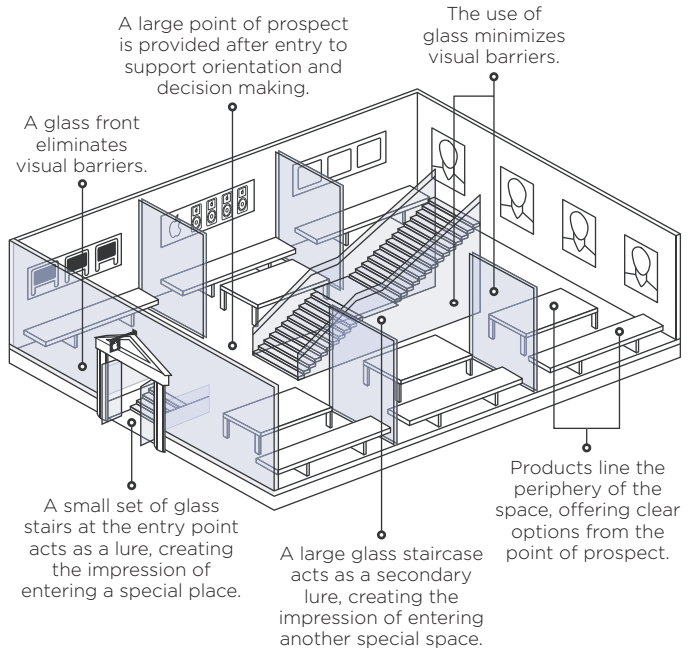 A large point of prospect
is provided after entry to
support orientation and
decision making.
The use of
glass minimizes
visual barriers.
A glass front
eliminates
visual barriers.
A small set of glass
stairs at the entry point
acts as a lure, creating
the impression of
entering a special place.
A large glass staircase
acts as a secondary
lure, creating the
impression of entering
another special space.
Products line the
periphery of the
space, offering clear
options from the
point of prospect.